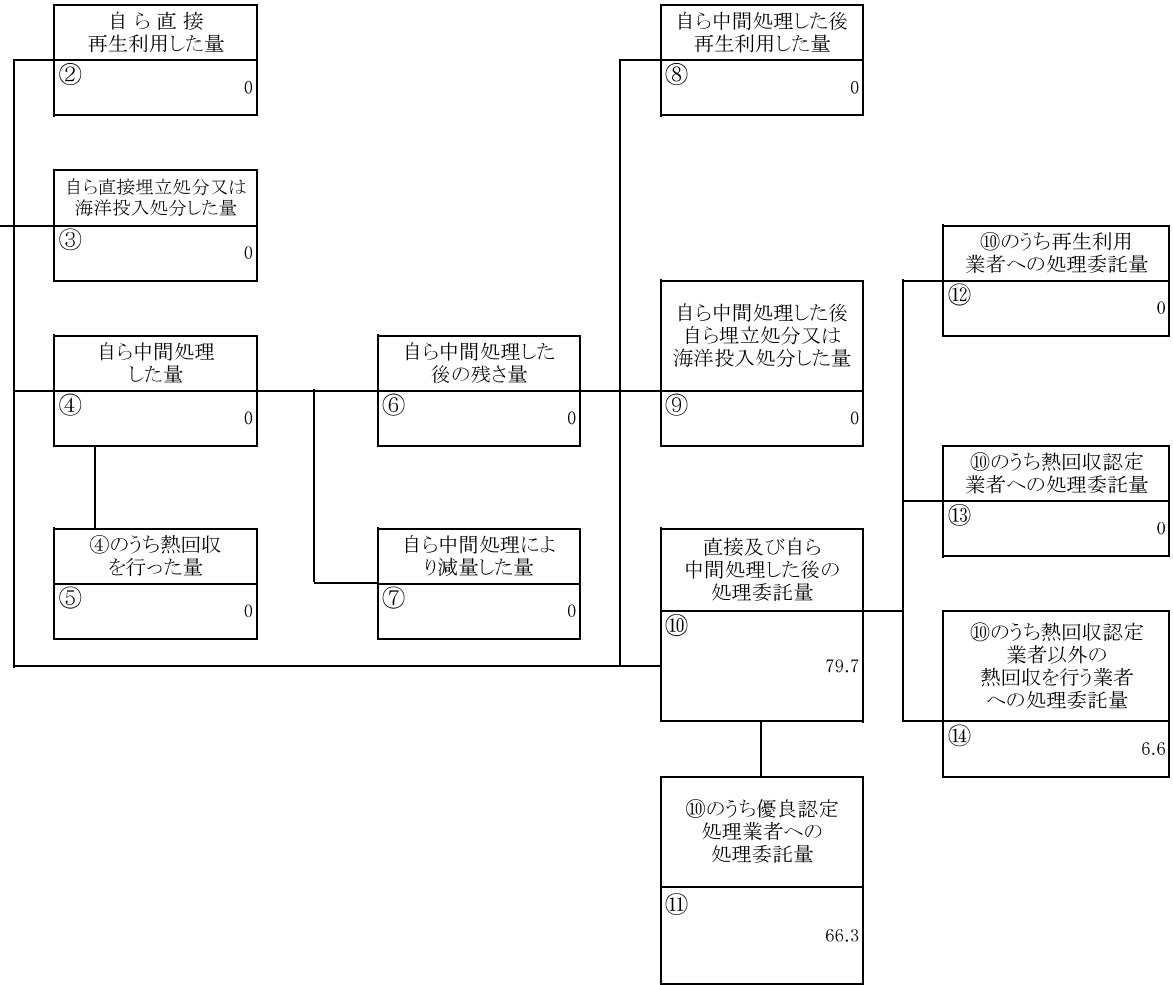 自 ら 直 接
再生利用した量
②
0
自ら直接埋立処分又は
海洋投入処分した量
③
0
自ら中間処理
した量
④
0
④のうち熱回収
を行った量
⑤
0
自ら中間処理した
後の残さ量
⑥
0
自ら中間処理によ
り減量した量
⑦
0
自ら中間処理した後
再生利用した量
⑧
0
自ら中間処理した後
自ら埋立処分又は
海洋投入処分した量
⑨
0
直接及び自ら
中間処理した後の
処理委託量
⑩
79.7
⑩のうち優良認定
処理業者への
処理委託量
⑪
66.3
⑩のうち再生利用
業者への処理委託量
⑫
0
⑩のうち熱回収認定
業者への処理委託量
⑬
0
⑩のうち熱回収認定
業者以外の
熱回収を行う業者
への処理委託量
⑭
6.6